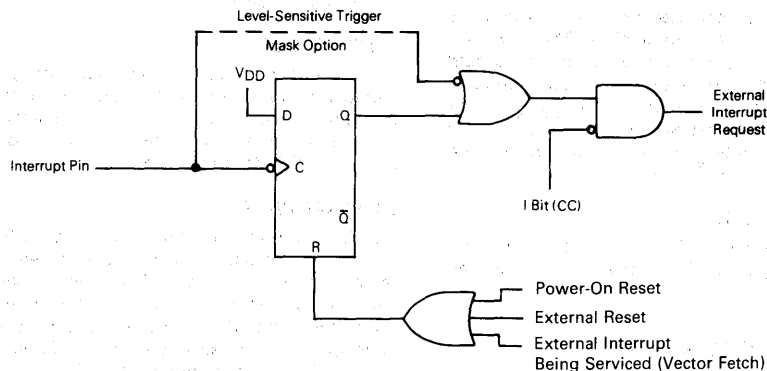 Level-Sensitive Trigger
Mask Option
VDD
D
Q
External
Interrupt
Request
Interrupt Pin
C
Q̅
I Bit (CC)
R
Power-On Reset
External Reset
External Interrupt
Being Serviced (Vector Fetch)